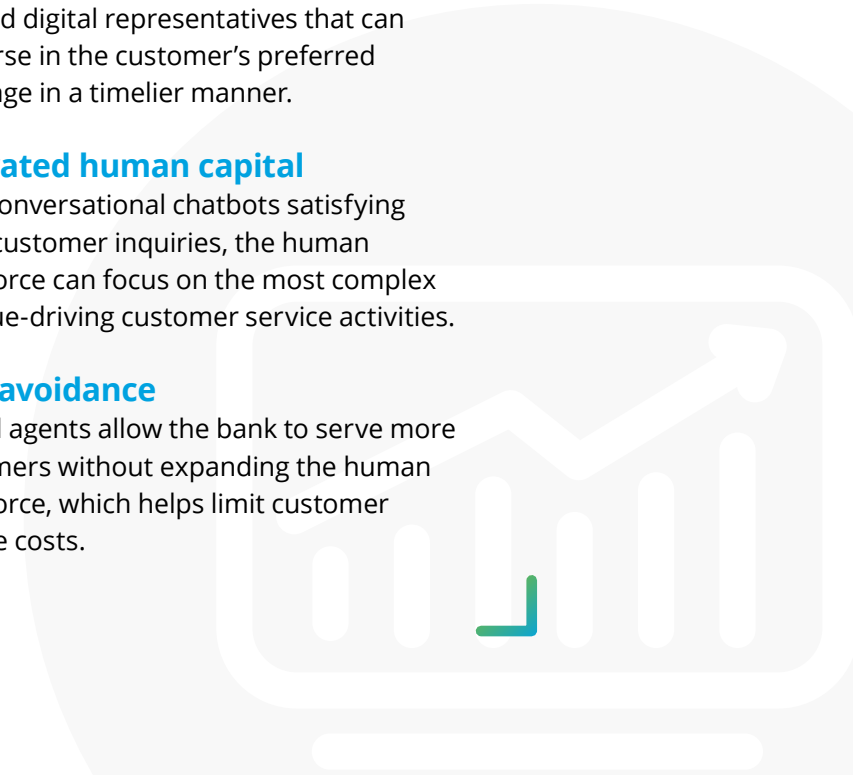 d digital representatives that can
rse in the customer's preferred
ge in a timelier manner.
ated human capital
onversational chatbots satisfying
customer inquiries, the human
orce can focus on the most complex
ue-driving customer service activities.
avoidance
l agents allow the bank to serve more
mers without expanding the human
orce, which helps limit customer
e costs.